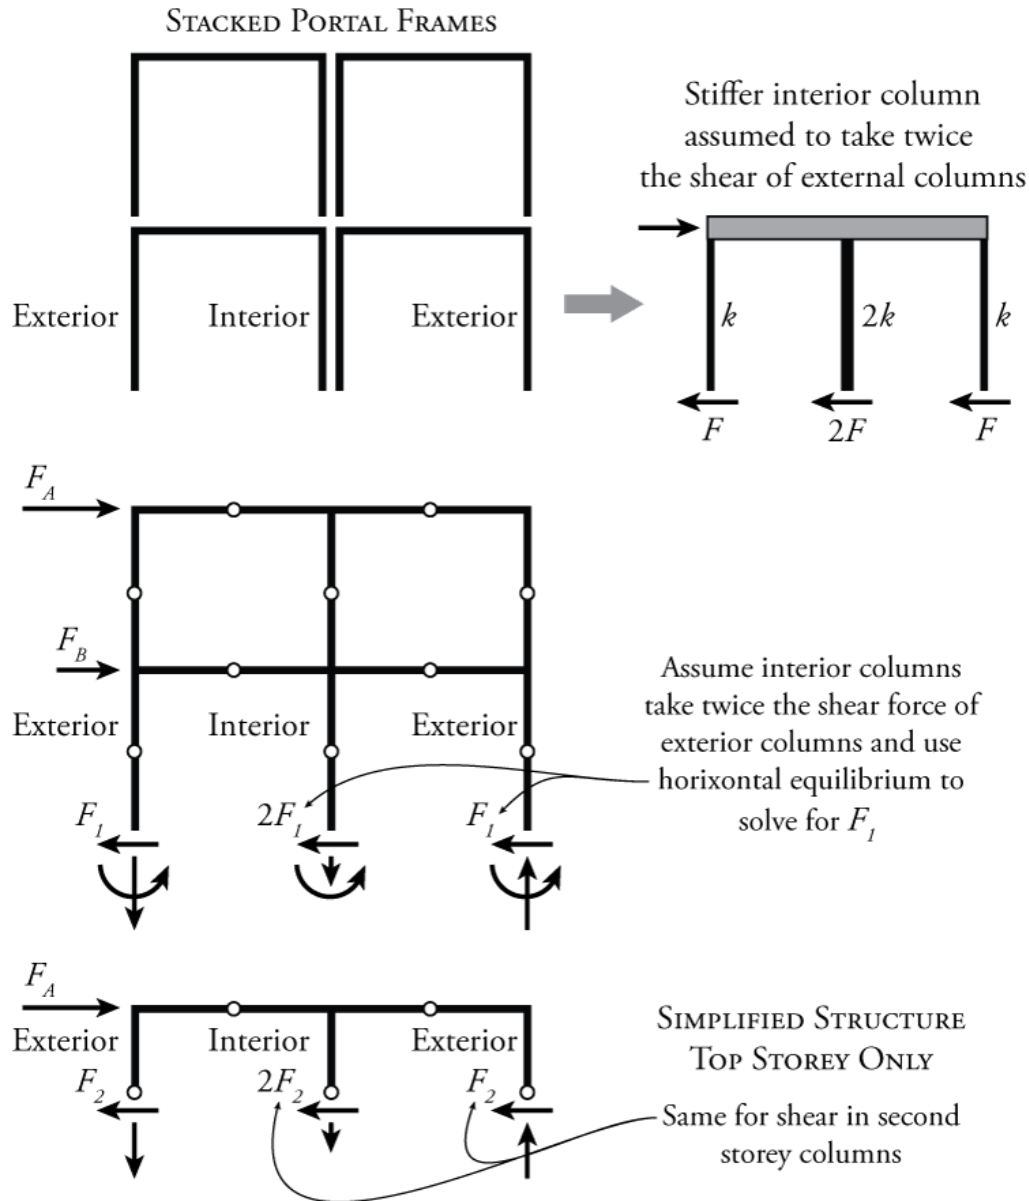 STACKED PORTAL FRAMES
Stiffer interior column
assumed to take twice
the shear of external columns
Exterior
Interior
Exterior
k
2k
k
F
2F
F
F_A
F_B
Exterior
Interior
Exterior
Assume interior columns
take twice the shear force of
exterior columns and use
horixontal equilibrium to
solve for F_1
F_1
2F_1
F_1
F_A
Exterior
Interior
Exterior
F_2
2F_2
F_2
SIMPLIFIED STRUCTURE
TOP STOREY ONLY
Same for shear in second
storey columns